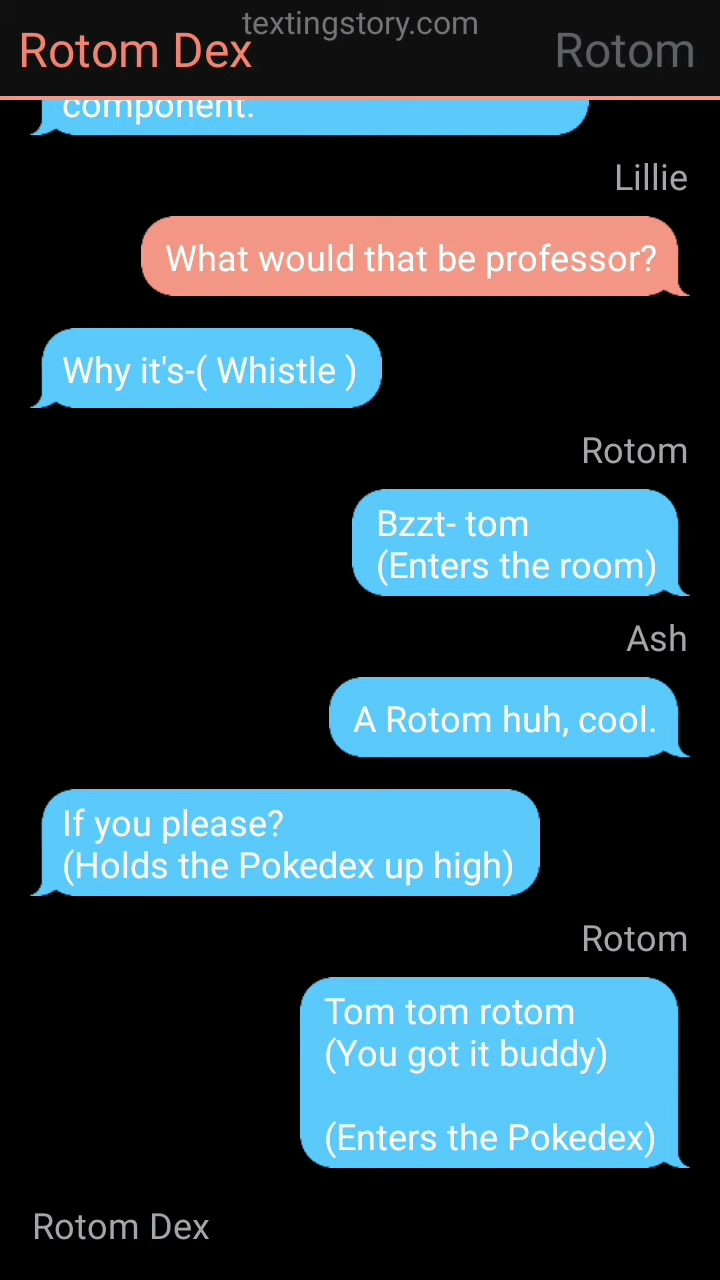 textingstory.com
Rotom Dex
Rotom
component.
Lillie
What would that be professor?
Why it's-( Whistle )
Rotom
Bzzt- tom
(Enters the room)
Ash
A Rotom huh, cool.
If you please?
(Holds the Pokedex up high)
Rotom
Tom tom rotom
(You got it buddy)
(Enters the Pokedex)
Rotom Dex